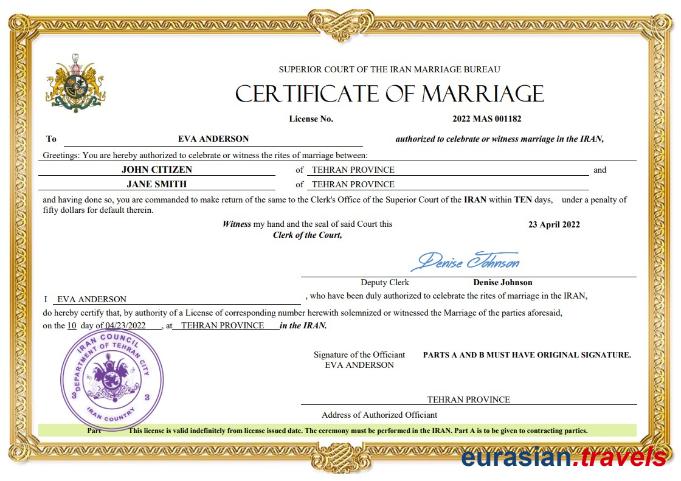 SUPERIOR COURT OF THE IRAN MARRIAGE BUREAU
CERTIFICATE OF MARRIAGE
License No. 2022 MAS 001182
To EVA ANDERSON authorized to celebrate or witness marriage in the IRAN,
Greetings: You are hereby authorized to celebrate or witness the rites of marriage between:
JOHN CITIZEN of TEHRAN PROVINCE and
JANE SMITH of TEHRAN PROVINCE
and having done so, you are commanded to make return of the same to the Clerk's Office of the Superior Court of the IRAN within TEN days, under a penalty of
fifty dollars for default therein.
Witness my hand and the seal of said Court this 23 April 2022
Clerk of the Court.
Denise Johnson
Deputy Clerk Denise Johnson
I EVA ANDERSON , who have been duly authorized to celebrate the rites of marriage in the IRAN,
do hereby certify that, by authority of a License of corresponding number herewith solemnized or witnessed the Marriage of the parties aforesaid,
on the 10 day of 04/23/2022 , at TEHRAN PROVINCE in the IRAN.
IRAN COUNCIL
DEPARTMENT OF TEHRAN CITY
3 3
IRAN COUNTRY
Signature of the Officiant PARTS A AND B MUST HAVE ORIGINAL SIGNATURE.
EVA ANDERSON
TEHRAN PROVINCE
Address of Authorized Officiant
Part This license is valid indefinitely from license issued date. The ceremony must be performed in the IRAN. Part A is to be given to contracting parties.
eurasian.travels